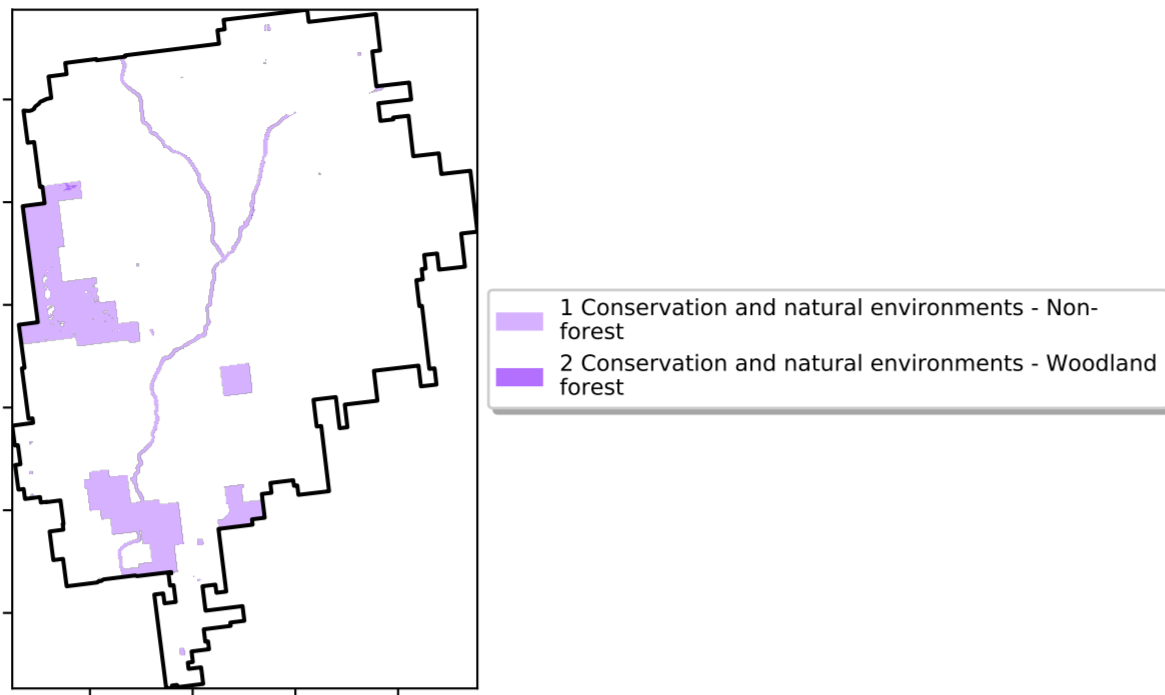 1 Conservation and natural environments - Non-
forest
2 Conservation and natural environments - Woodland
forest